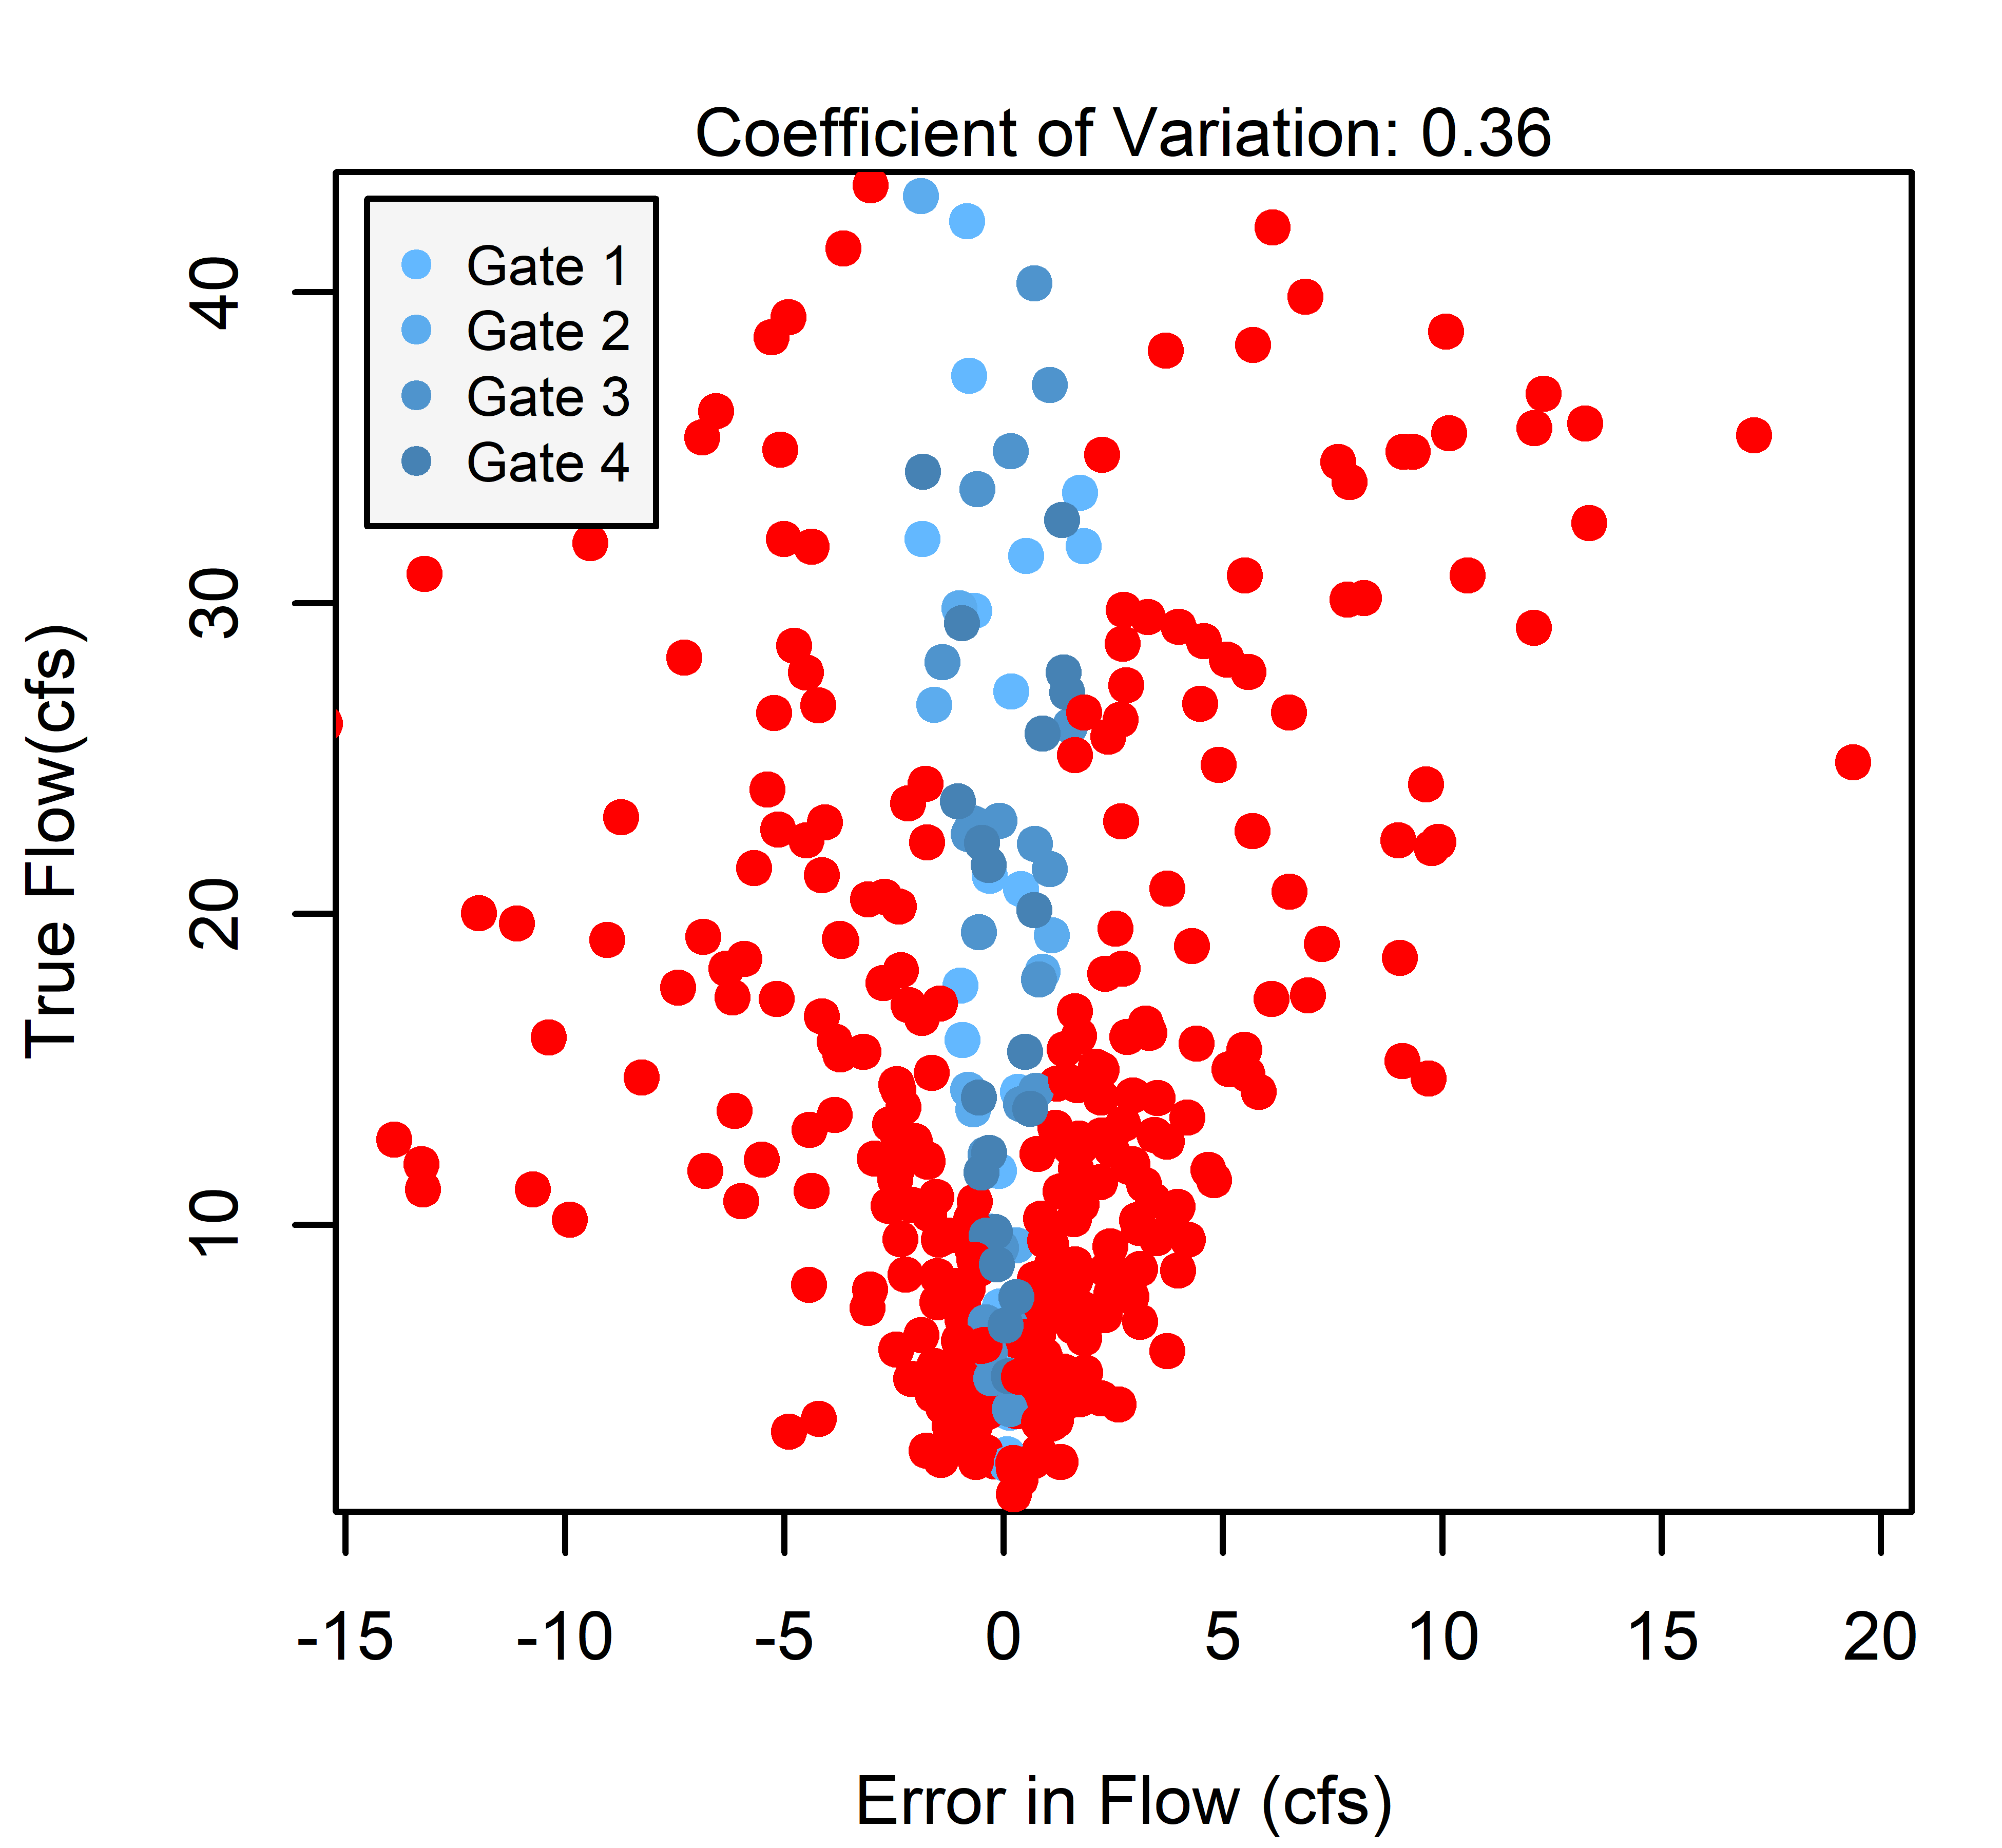 Coefficient of Variation: 0.36
Gate 1
Gate 2
Gate 3
Gate 4
True Flow(cfs)
40
30
20
10
-15 -10 -5 0 5 10 15 20
Error in Flow (cfs)